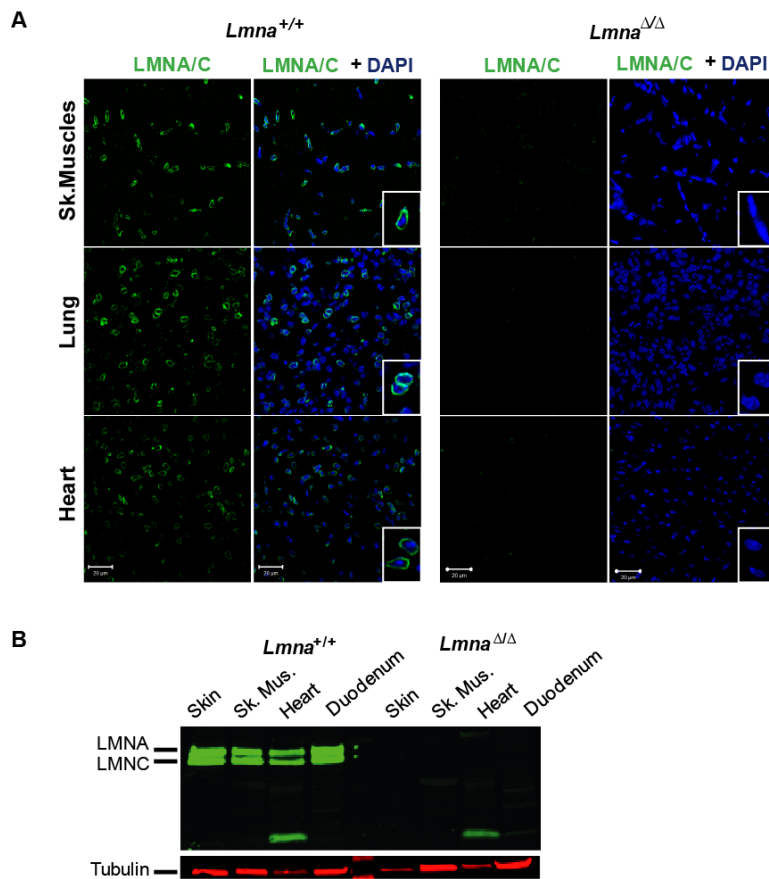 A
Lmna+/+
LmnaΔ/Δ
LMNA/C
LMNA/C + DAPI
LMNA/C
LMNA/C + DAPI
Sk.Muscles
Lung
Heart
20 µm
20 µm
20 µm
20 µm
B
Lmna+/+
LmnaΔ/Δ
Skin
Sk. Mus.
Heart
Duodenum
Skin
Sk. Mus.
Heart
Duodenum
LMNA
LMNC
Tubulin